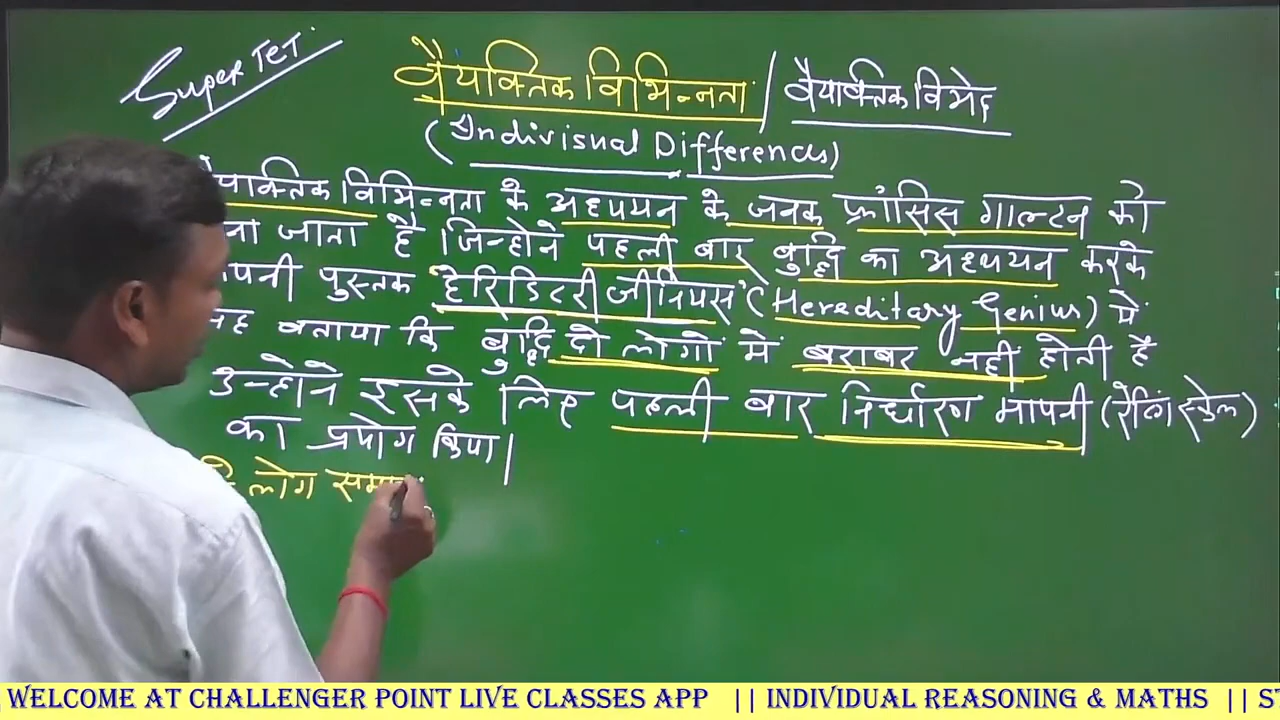 Super TET.
वैयक्तिक विभिन्नता / वैयक्तिक विभेद
(Indivisual Differences)
यक्तिक विभिन्नता के अध्ययन के जनक फ्रांसिस गाल्टन को
ना जाता है जिन्होने पहली बार बुद्धि का अध्ययन करके
पनी पुस्तक 'हेरिडिटरी जीनियस' (Hereditary Genius) में
यह बताया कि बुद्धि दो लोगों में बराबर नहीं होती है
उन्होने इसके लिए पहली बार निर्धारण मापनी (रेटिंग स्केल)
का प्रयोग किया|
लोग
WELCOME AT CHALLENGER POINT LIVE CLASSES APP || INDIVIDUAL REASONING & MATHS || S